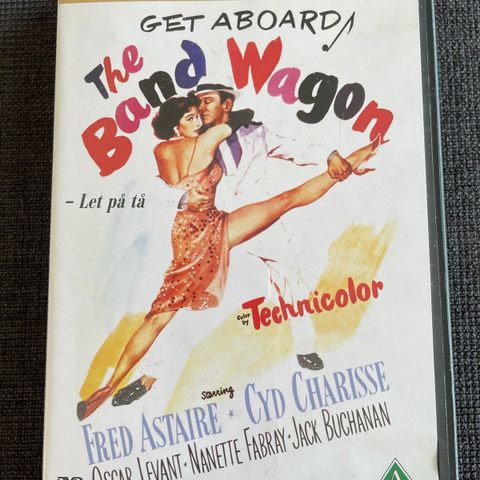 GET ABOARD
The
Band Wagon
– Let på tå
Color by
Technicolor
starring
FRED ASTAIRE · CYD CHARISSE
OSCAR LEVANT · NANETTE FABRAY · JACK BUCHANAN
A